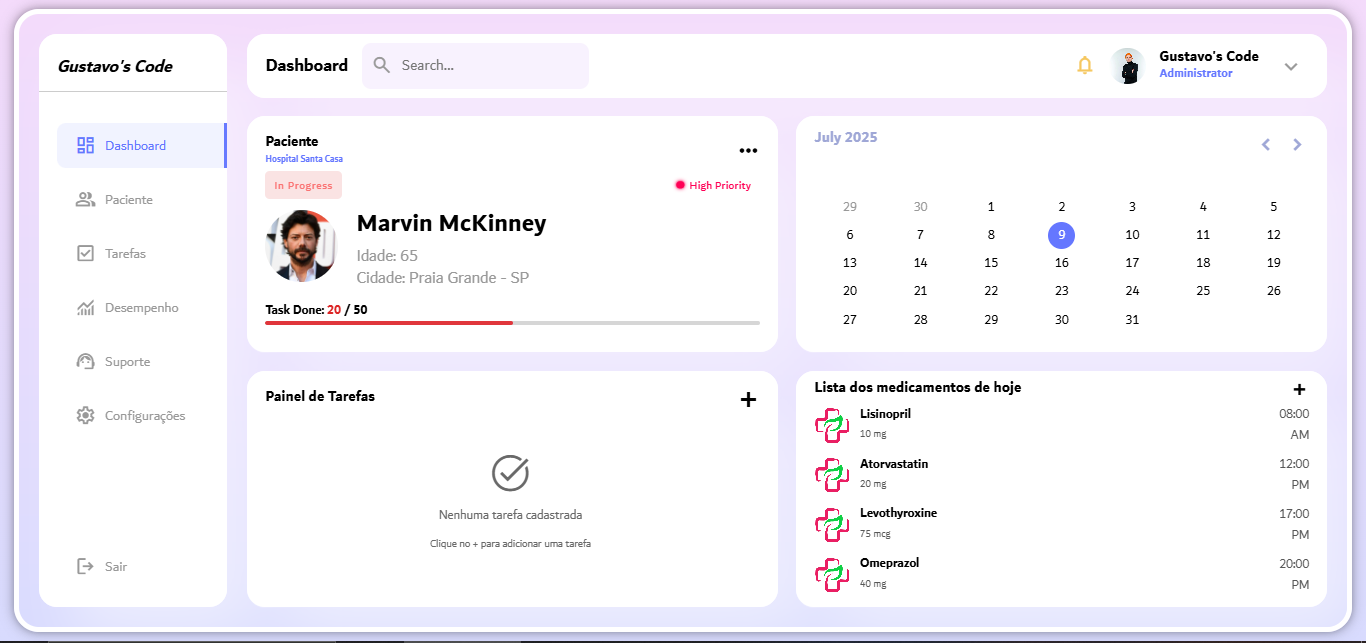 Gustavo's Code
Dashboard
Paciente
Tarefas
Desempenho
Suporte
Configurações
Sair
Dashboard
Search...
Gustavo's Code
Administrator
Paciente
Hospital Santa Casa
In Progress
High Priority
Marvin McKinney
Idade: 65
Cidade: Praia Grande - SP
Task Done: 20 / 50
July 2025
29 30 1 2 3 4 5
6 7 8 9 10 11 12
13 14 15 16 17 18 19
20 21 22 23 24 25 26
27 28 29 30 31
Painel de Tarefas
Nenhuma tarefa cadastrada
Clique no + para adicionar uma tarefa
Lista dos medicamentos de hoje
Lisinopril 08:00
10 mg AM
Atorvastatin 12:00
20 mg PM
Levothyroxine 17:00
75 mcg PM
Omeprazol 20:00
40 mg PM